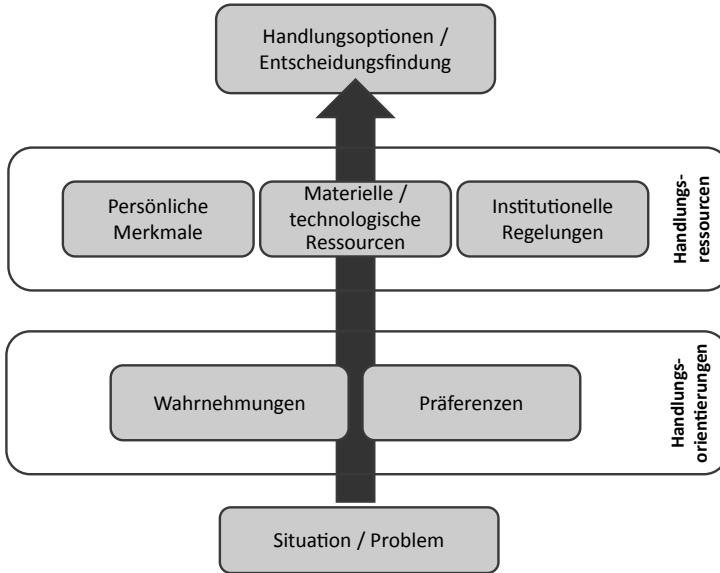 Handlungsoptionen /
Entscheidungsfindung
Persönliche
Merkmale
Materielle /
technologische
Ressourcen
Institutionelle
Regelungen
Handlungs-
ressourcen
Wahrnehmungen
Präferenzen
Handlungs-
orientierungen
Situation / Problem